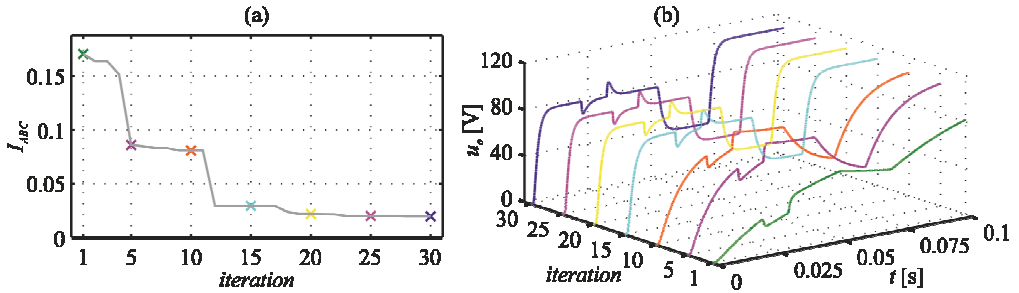 (a)
0.15
0.1
0.05
0
I_ABC
1 5 10 15 20 25 30
iteration
(b)
120
80
40
0
u_o [V]
30 25 20 15 10 5 1
iteration
0 0.025 0.05 0.075 0.1
t [s]